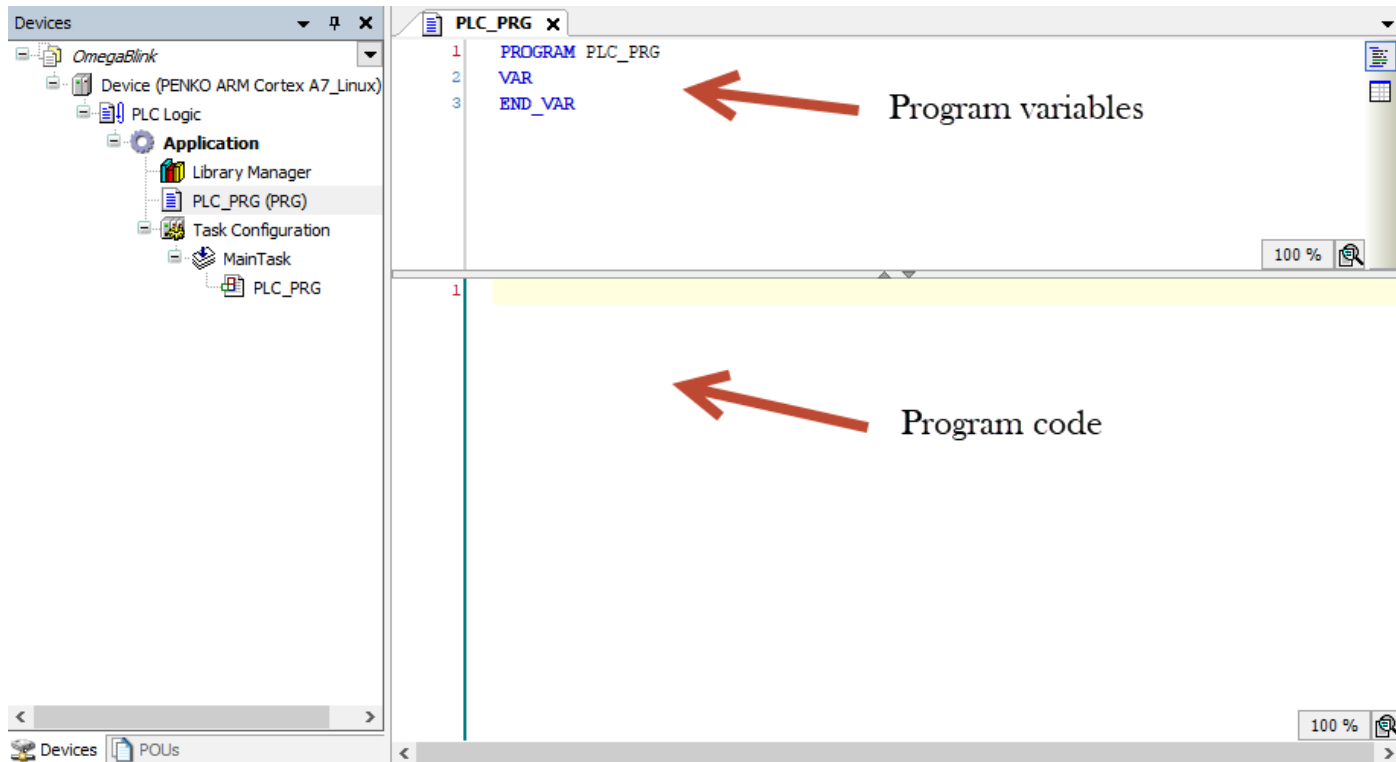 Devices
OmegaBlink
Device (PENKO ARM Cortex A7_Linux)
PLC Logic
Application
Library Manager
PLC_PRG (PRG)
Task Configuration
MainTask
PLC_PRG
Devices
POUs
PLC_PRG
1 PROGRAM PLC_PRG
2 VAR
3 END_VAR
Program variables
100 %
1
Program code
100 %